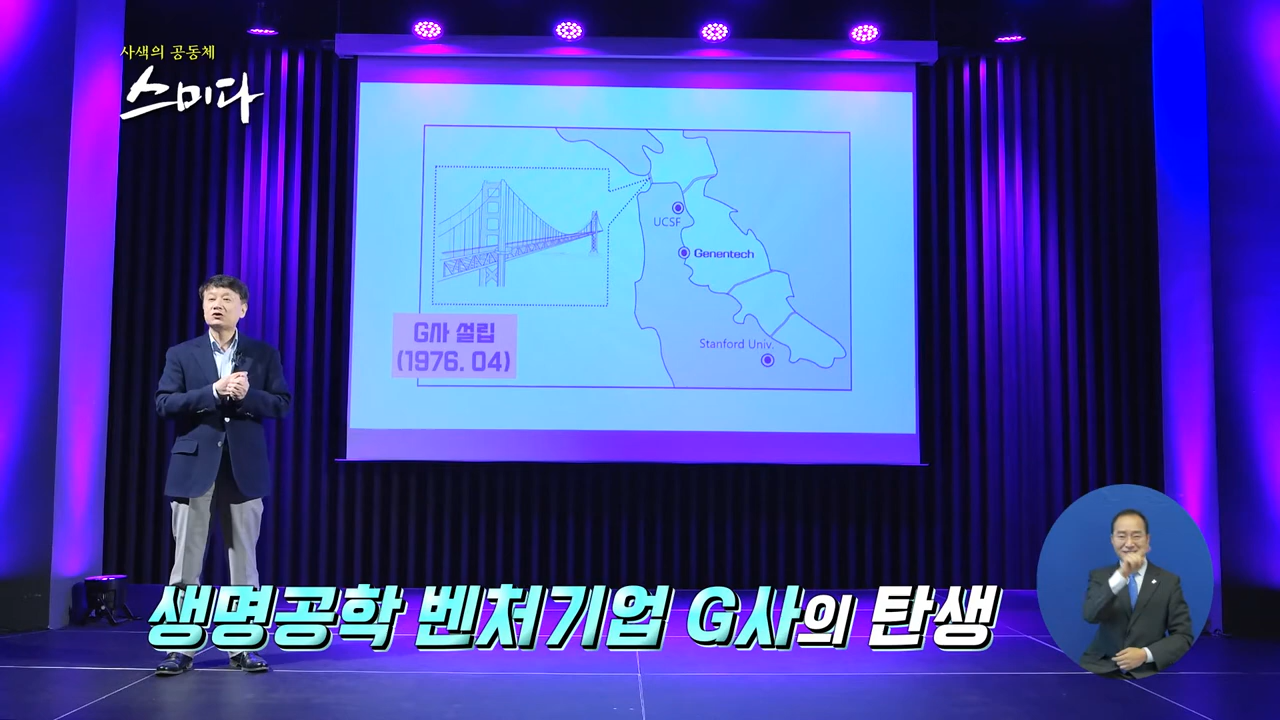 사색의 공동체
스미다
UCSF
Genentech
Stanford Univ.
G사 설립
(1976. 04)
생명공학 벤처기업 G사의 탄생